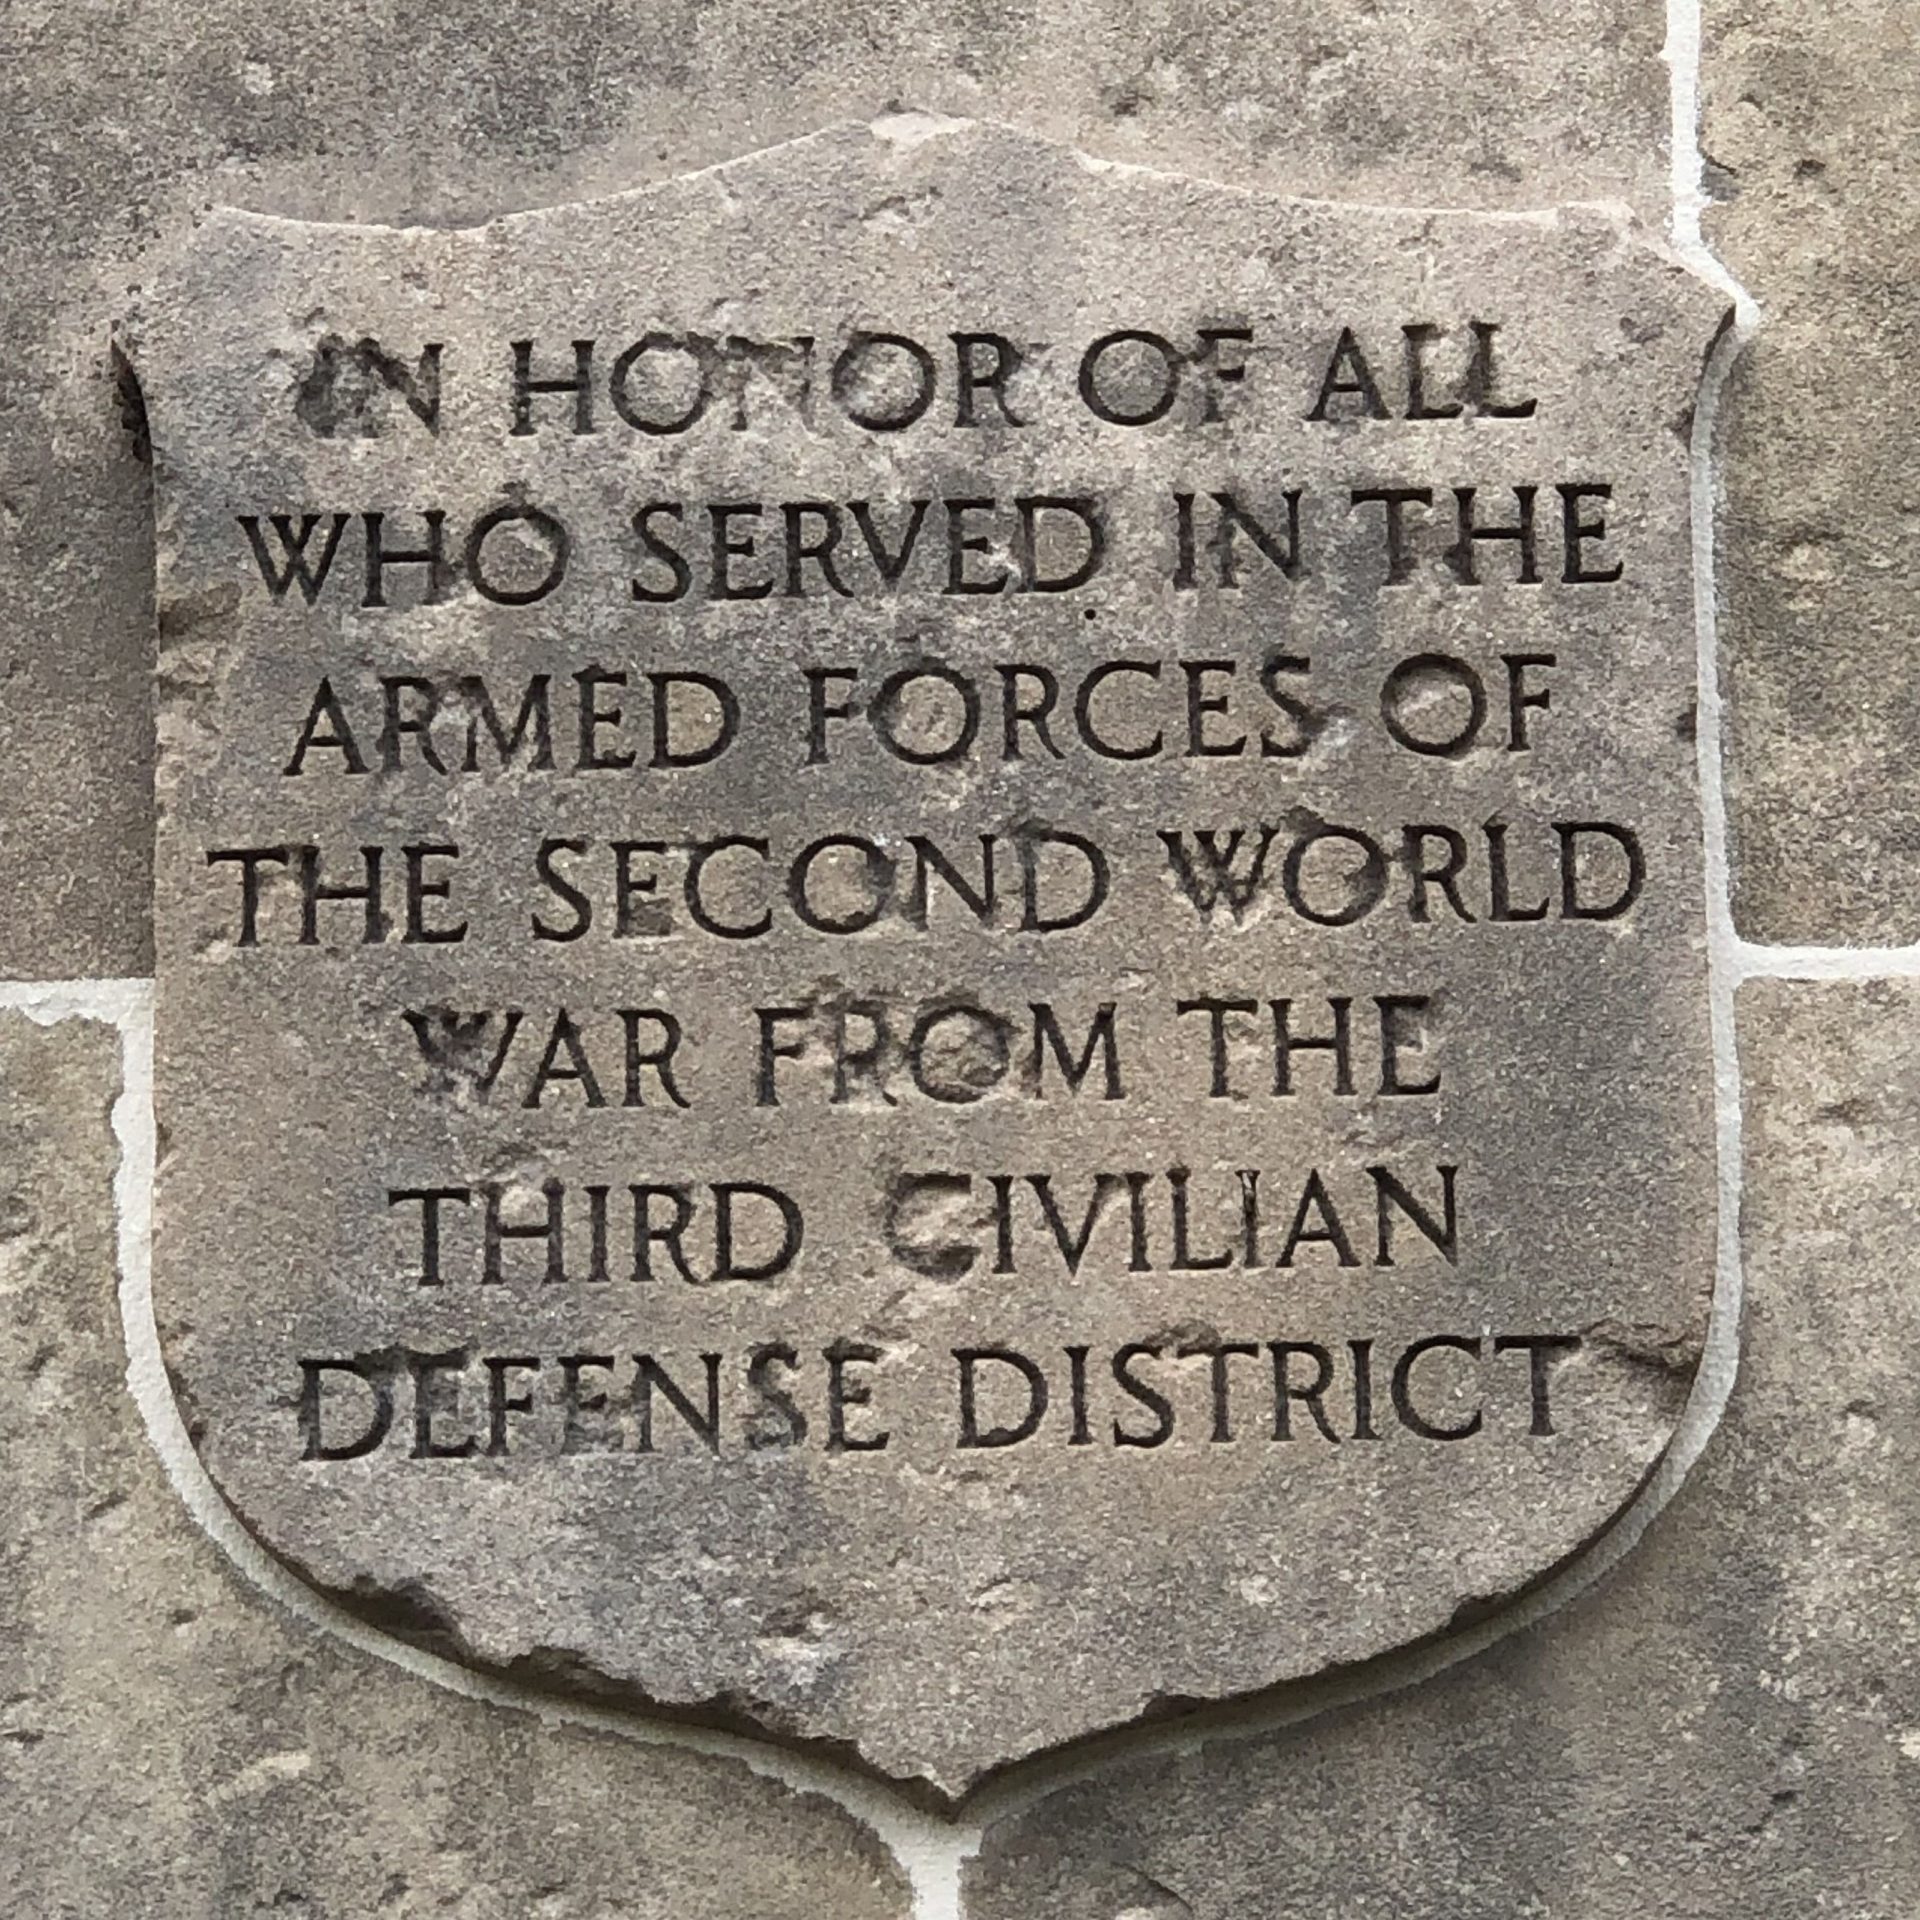 IN HONOR OF ALL
WHO SERVED IN THE
ARMED FORCES OF
THE SECOND WORLD
WAR FROM THE
THIRD CIVILIAN
DEFENSE DISTRICT